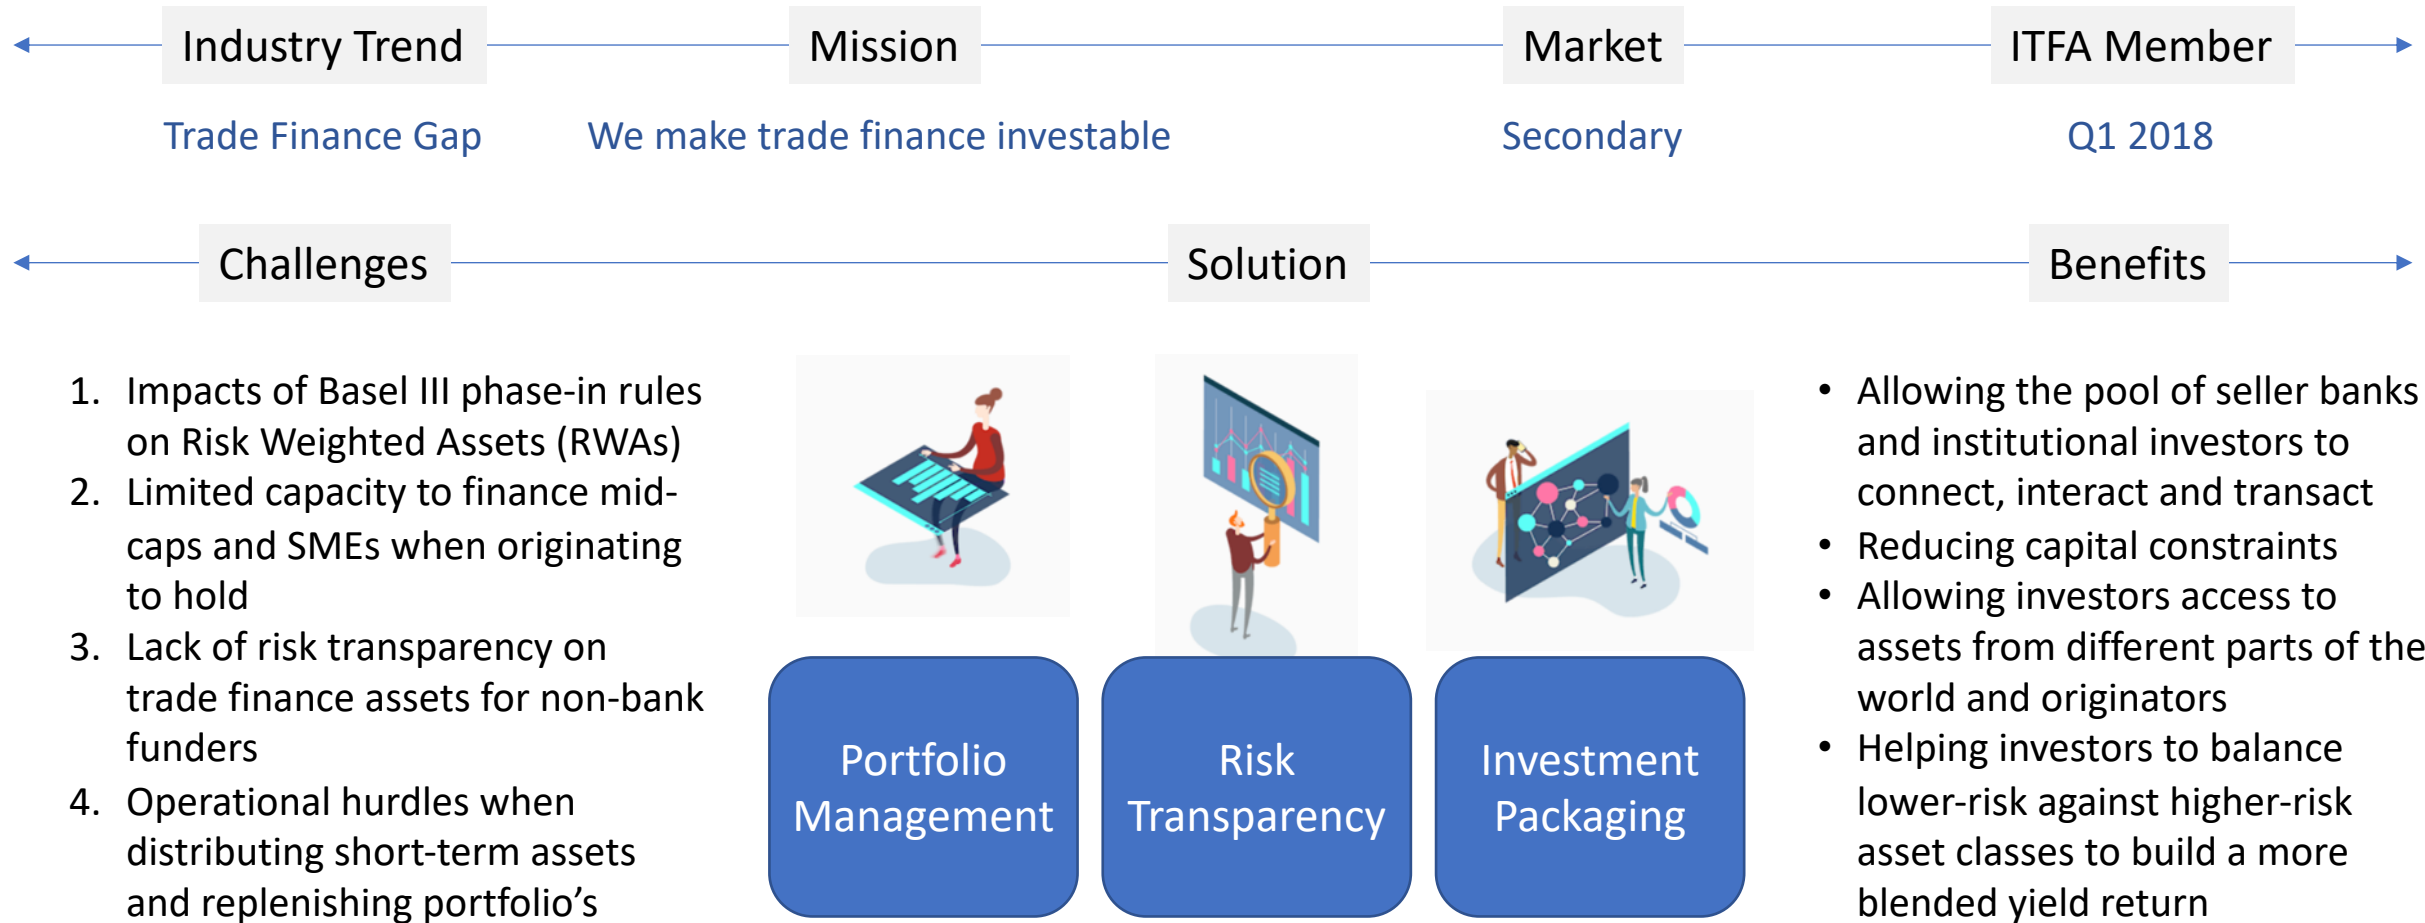 Industry Trend
Mission
Market
ITFA Member
Trade Finance Gap
We make trade finance investable
Secondary
Q1 2018
Challenges
Solution
Benefits
1. Impacts of Basel III phase-in rules
on Risk Weighted Assets (RWAs)
2. Limited capacity to finance mid-
caps and SMEs when originating
to hold
3. Lack of risk transparency on
trade finance assets for non-bank
funders
4. Operational hurdles when
distributing short-term assets
and replenishing portfolio’s
Portfolio
Management
Risk
Transparency
Investment
Packaging
• Allowing the pool of seller banks
and institutional investors to
connect, interact and transact
• Reducing capital constraints
• Allowing investors access to
assets from different parts of the
world and originators
• Helping investors to balance
lower-risk against higher-risk
asset classes to build a more
blended yield return